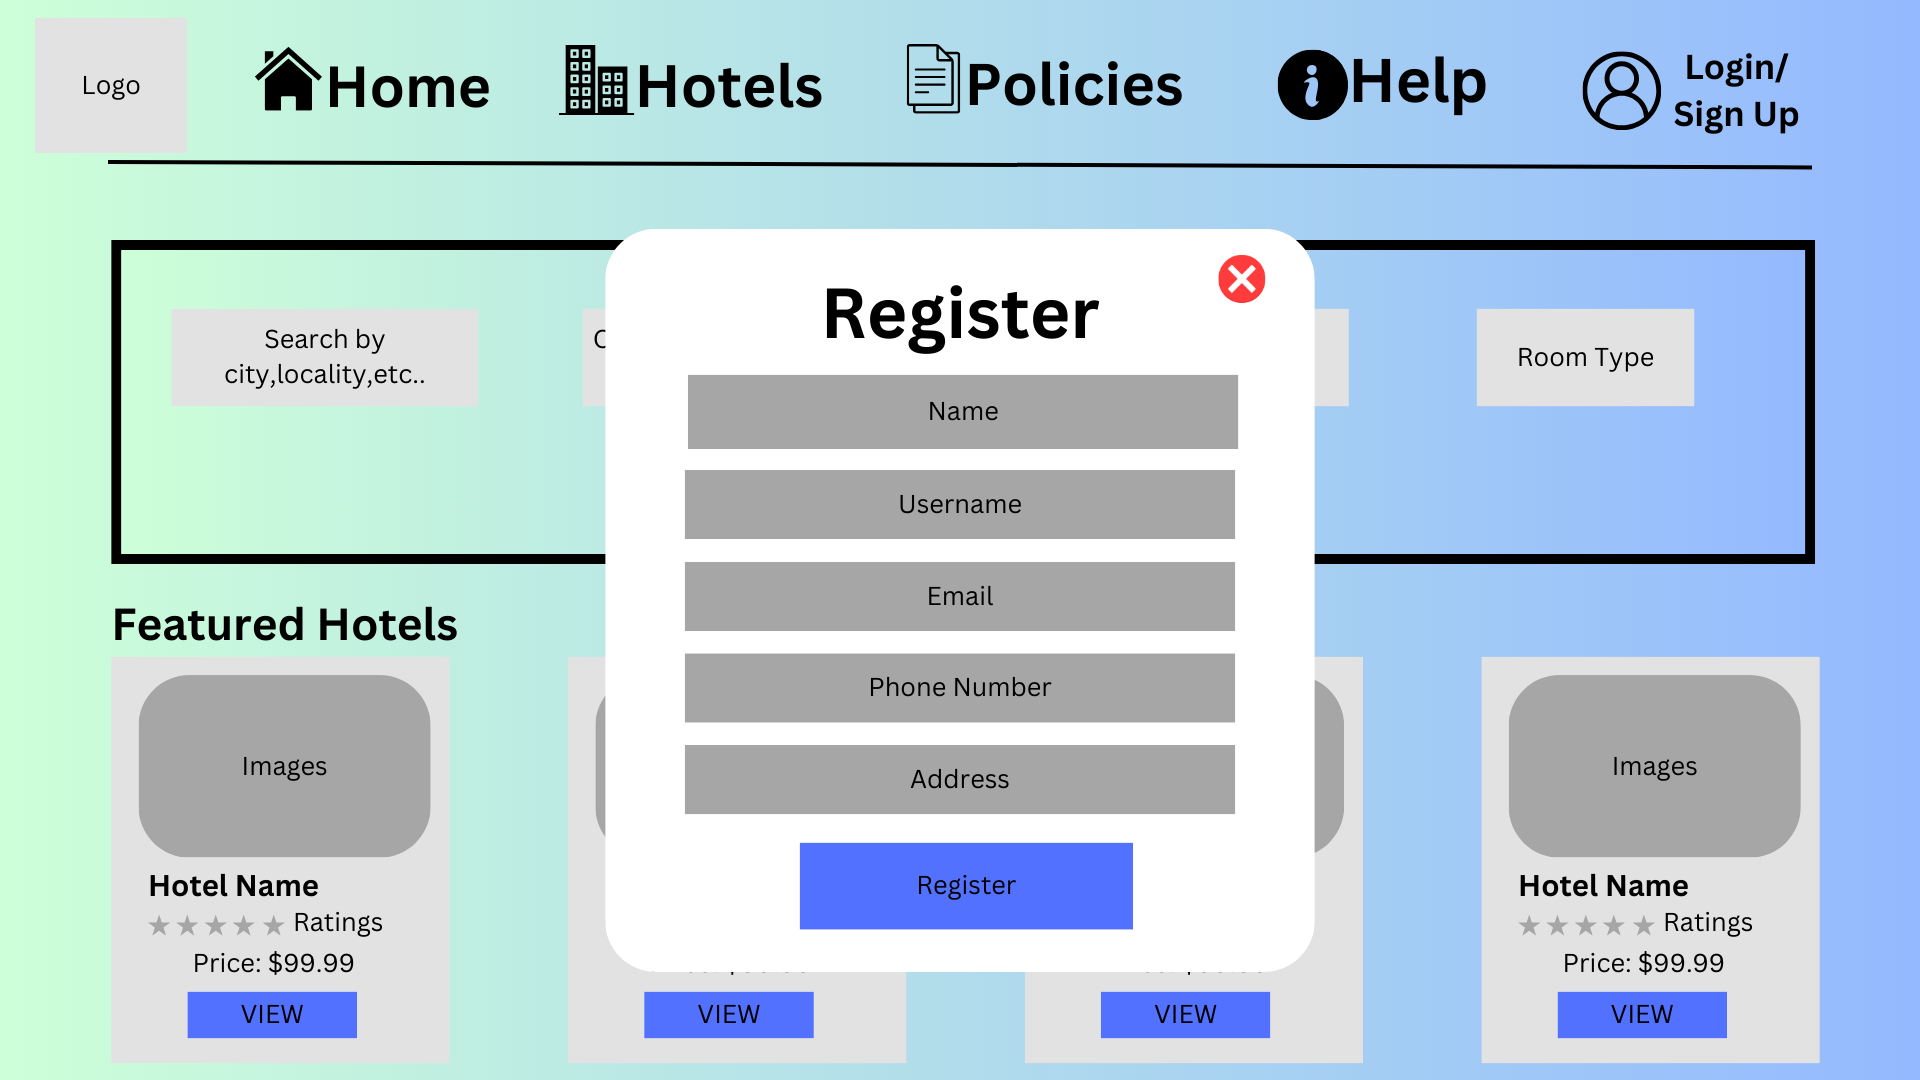 Logo
Home
Hotels
Policies
Help
Login/
Sign Up
Register
Search by
city,locality,etc..
Room Type
Name
Username
Email
Phone Number
Address
Register
Featured Hotels
Images
Hotel Name
Ratings
Price: $99.99
VIEW
VIEW
VIEW
Images
Hotel Name
Ratings
Price: $99.99
VIEW